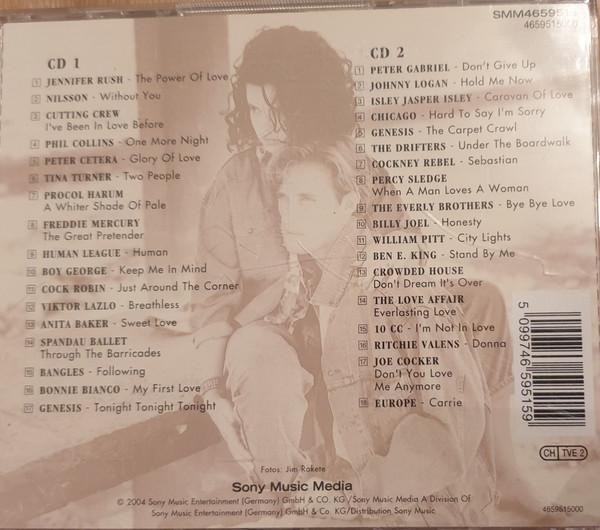 SMM4659515
4659515000
CD 1
1 JENNIFER RUSH - The Power Of Love
2 NILSSON - Without You
3 CUTTING CREW
I've Been In Love Before
4 PHIL COLLINS - One More Night
5 PETER CETERA - Glory Of Love
6 TINA TURNER - Two People
7 PROCOL HARUM
A Whiter Shade Of Pale
8 FREDDIE MERCURY
The Great Pretender
9 HUMAN LEAGUE - Human
10 BOY GEORGE - Keep Me In Mind
11 COCK ROBIN - Just Around The Corner
12 VIKTOR LAZLO - Breathless
13 ANITA BAKER - Sweet Love
14 SPANDAU BALLET
Through The Barricades
15 BANGLES - Following
16 BONNIE BIANCO - My First Love
17 GENESIS - Tonight Tonight Tonight
CD 2
1 PETER GABRIEL - Don't Give Up
2 JOHNNY LOGAN - Hold Me Now
3 ISLEY JASPER ISLEY - Caravan Of Love
4 CHICAGO - Hard To Say I'm Sorry
5 GENESIS - The Carpet Crawl
6 THE DRIFTERS - Under The Boardwalk
7 COCKNEY REBEL - Sebastian
8 PERCY SLEDGE
When A Man Loves A Woman
9 THE EVERLY BROTHERS - Bye Bye Love
10 BILLY JOEL - Honesty
11 WILLIAM PITT - City Lights
12 BEN E. KING - Stand By Me
13 CROWDED HOUSE
Don't Dream It's Over
14 THE LOVE AFFAIR
Everlasting Love
15 10 CC - I'm Not In Love
16 RITCHIE VALENS - Donna
17 JOE COCKER
Don't You Love
Me Anymore
18 EUROPE - Carrie
5 099746 595159
CH TVE 2
Fotos: Jim Rakete
Sony Music Media
© 2004 Sony Music Entertainment (Germany) GmbH & CO. KG/Sony Music Media A Division Of
Sony Music Entertainment (Germany) GmbH & Co. KG/Distribution Sony Music
4659515000